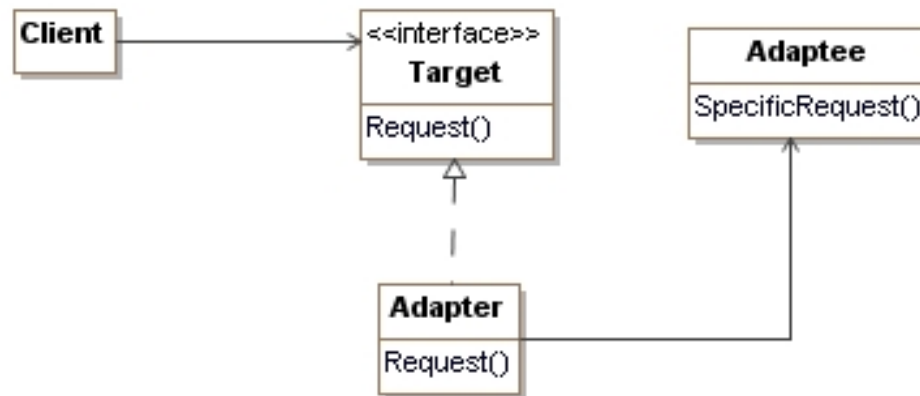 Client
<<interface>>
Target
Request()
Adaptee
SpecificRequest()
Adapter
Request()